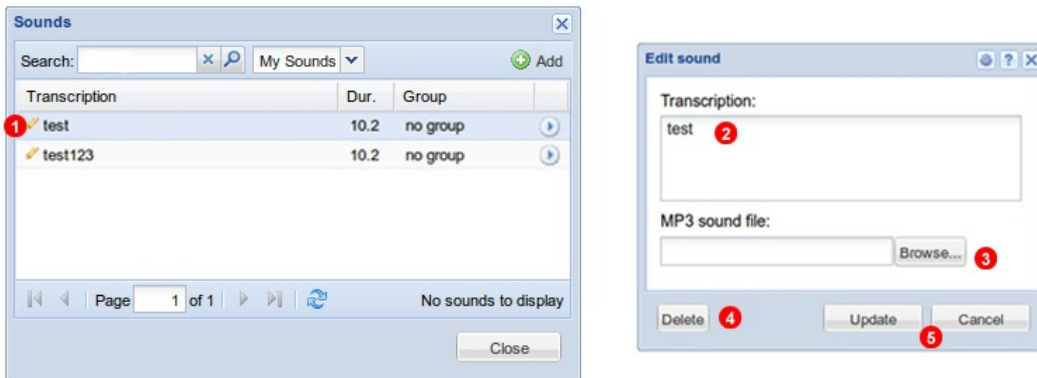 Sounds
Search: My Sounds Add
Transcription Dur. Group
1 test 10.2 no group
test123 10.2 no group
Page 1 of 1 No sounds to display
Close
Edit sound ?
Transcription:
test 2
MP3 sound file:
Browse... 3
Delete 4 Update 5 Cancel